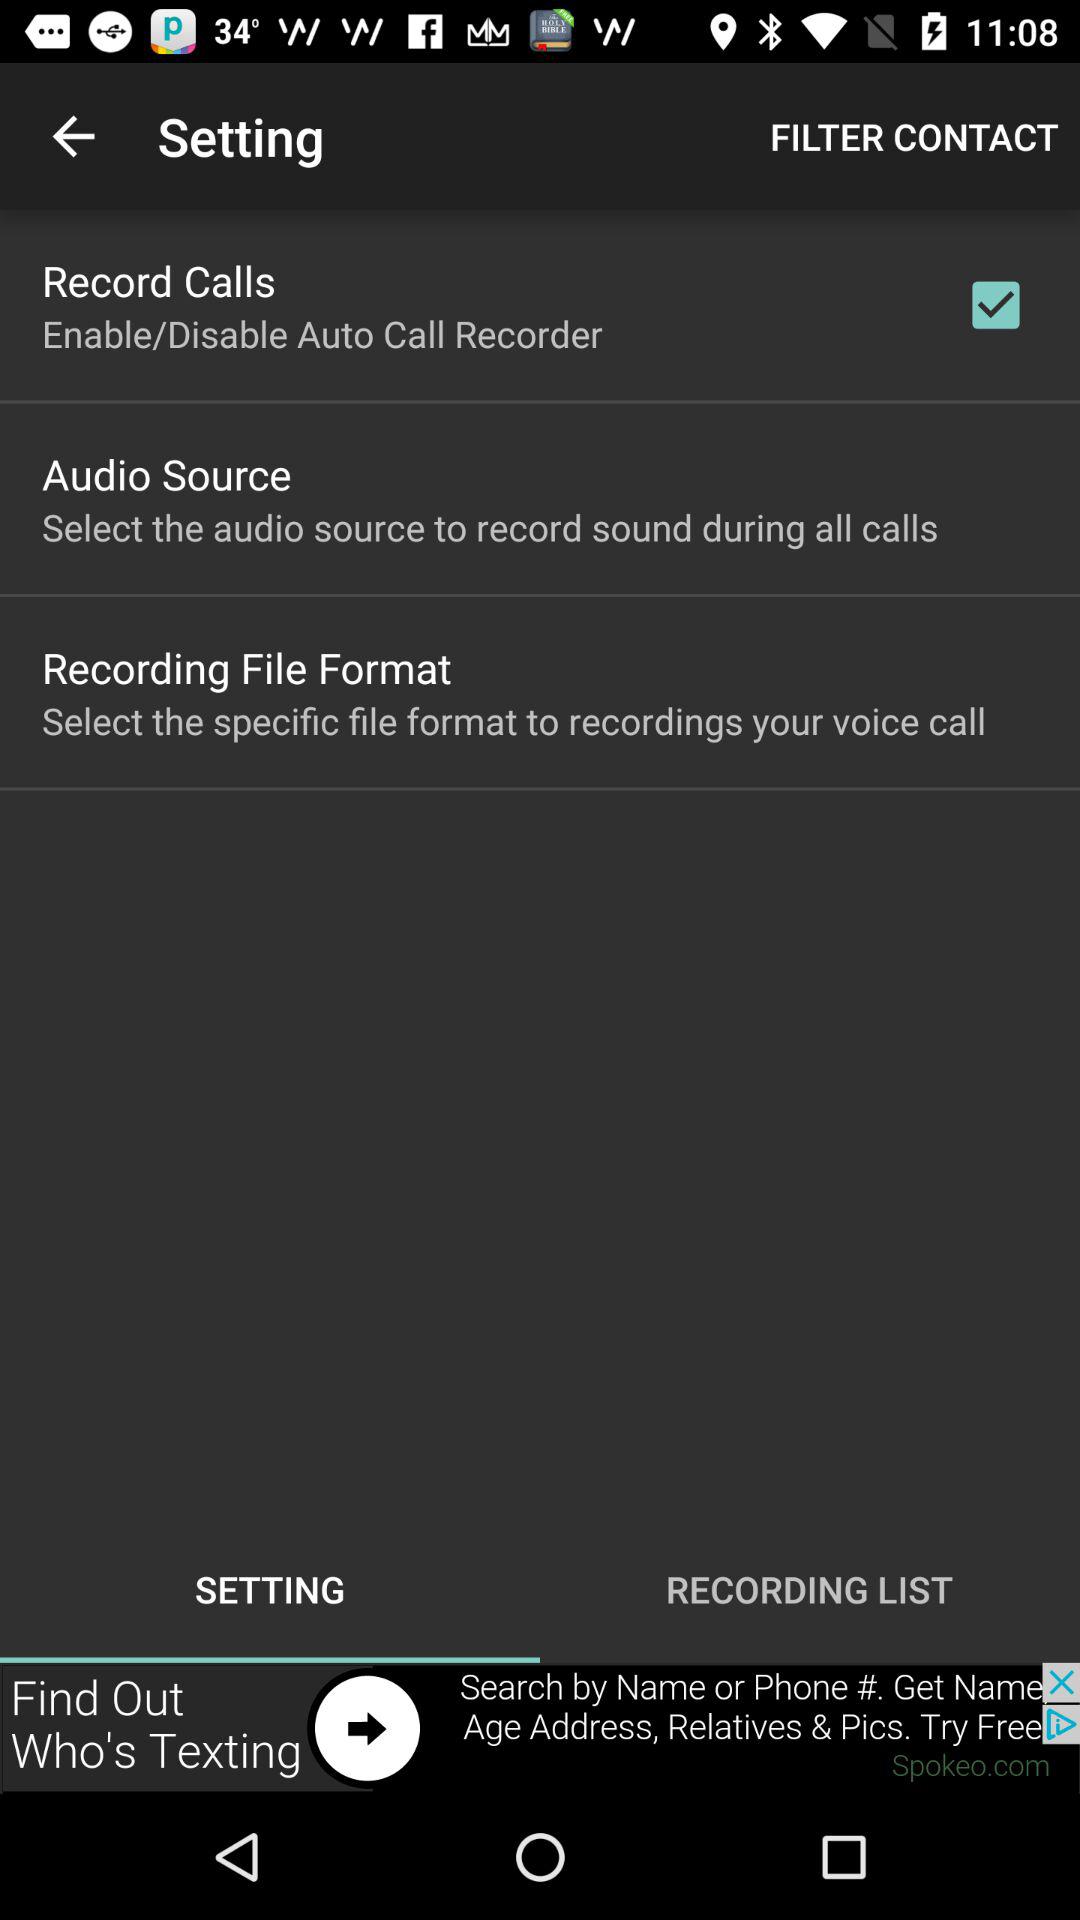 34°
11:08
Setting
FILTER CONTACT
Record Calls
Enable/Disable Auto Call Recorder
Audio Source
Select the audio source to record sound during all calls
Recording File Format
Select the specific file format to recordings your voice call
SETTING
RECORDING LIST
Find Out
Who's Texting
Search by Name or Phone #. Get Name,
Age Address, Relatives & Pics. Try Free
Spokeo.com